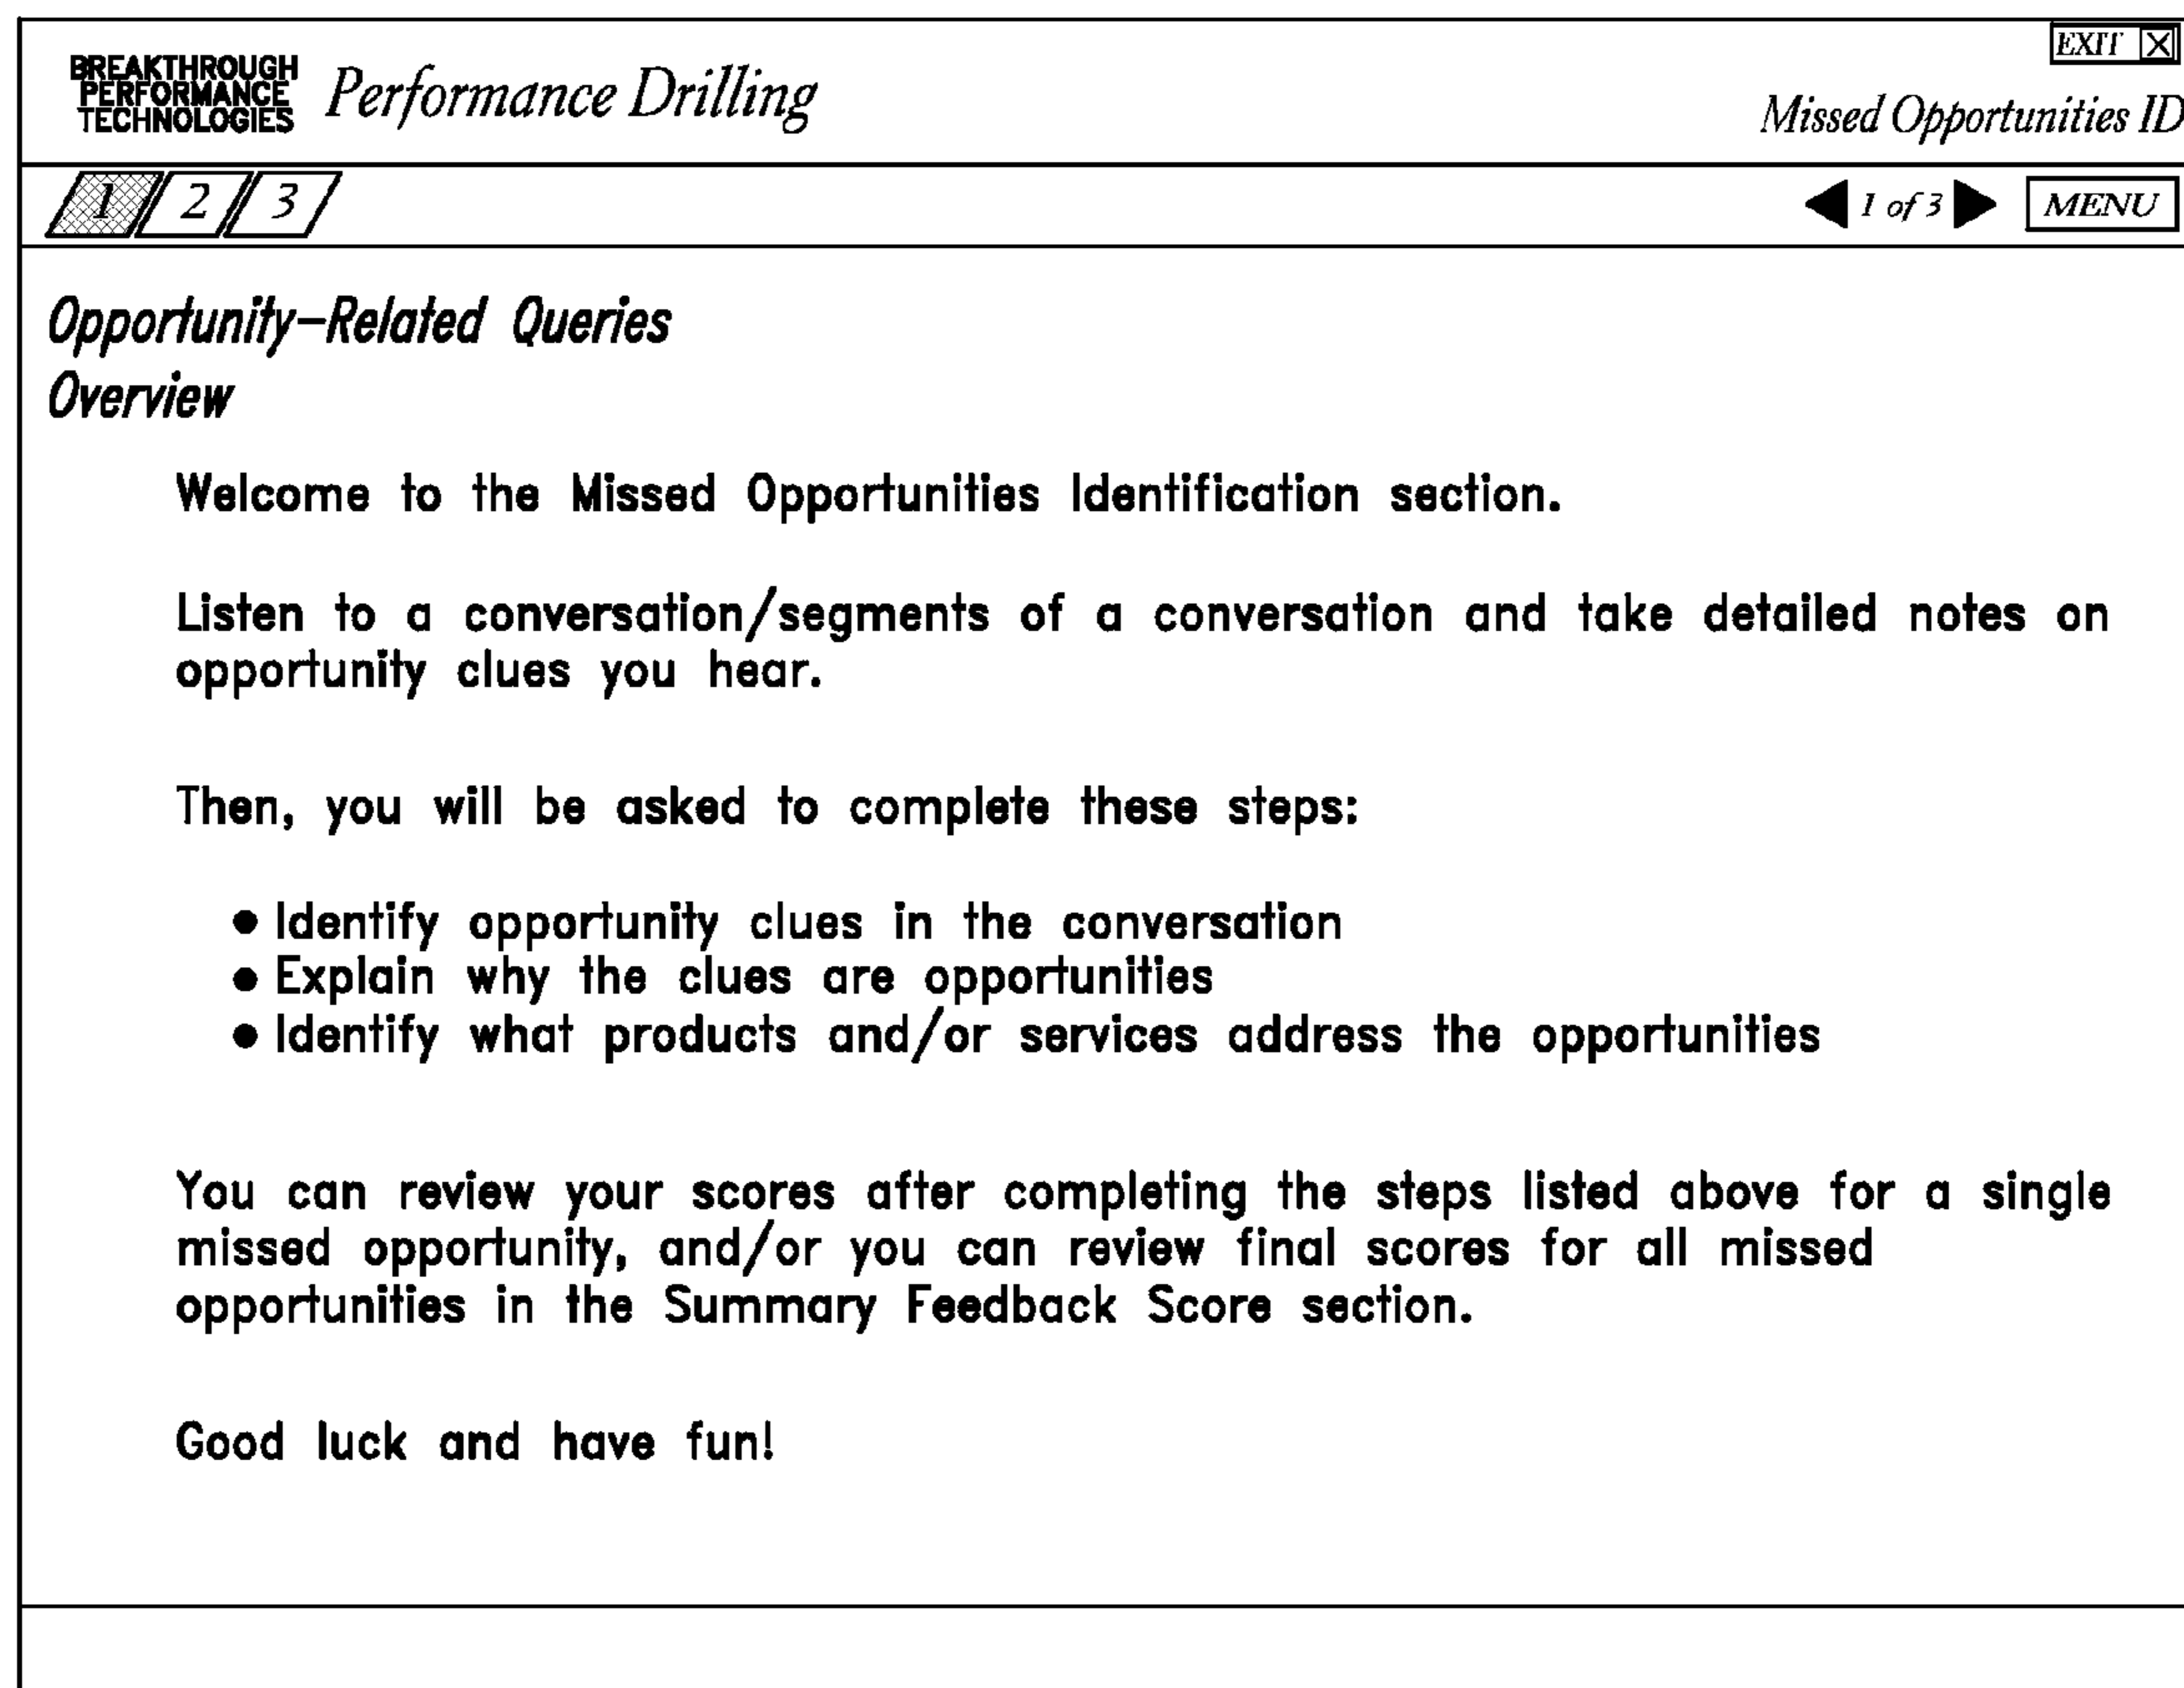 EXIT
BREAKTHROUGH
PERFORMANCE
TECHNOLOGIES
Performance Drilling
Missed Opportunities ID
1 2 3
1 of 3
MENU
Opportunity-Related Queries
Overview
Welcome to the Missed Opportunities Identification section.
Listen to a conversation/segments of a conversation and take detailed notes on
opportunity clues you hear.
Then, you will be asked to complete these steps:
● Identify opportunity clues in the conversation
● Explain why the clues are opportunities
● Identify what products and/or services address the opportunities
You can review your scores after completing the steps listed above for a single
missed opportunity, and/or you can review final scores for all missed
opportunities in the Summary Feedback Score section.
Good luck and have fun!